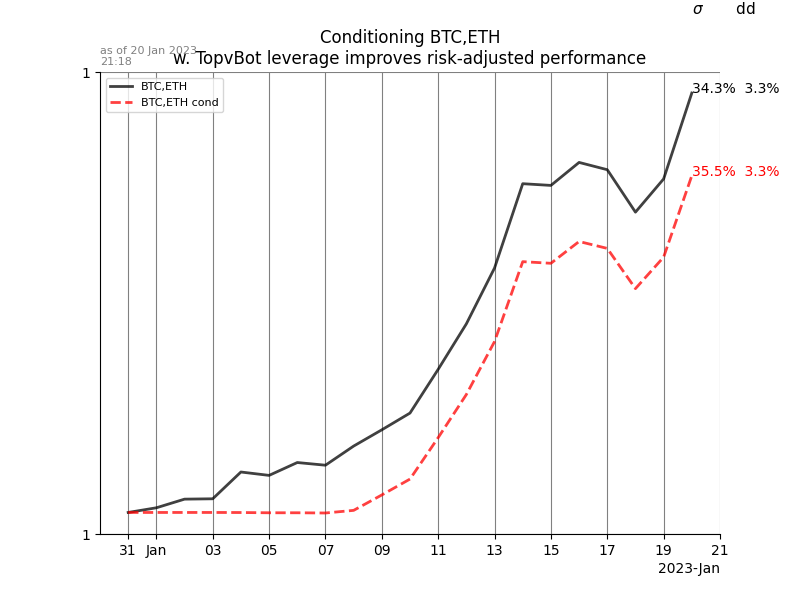 σ dd
Conditioning BTC,ETH
as of 20 Jan 2023
21:18
w. TopvBot leverage improves risk-adjusted performance
1
BTC,ETH
BTC,ETH cond
34.3% 3.3%
35.5% 3.3%
1
31 Jan 03 05 07 09 11 13 15 17 19 21
2023-Jan